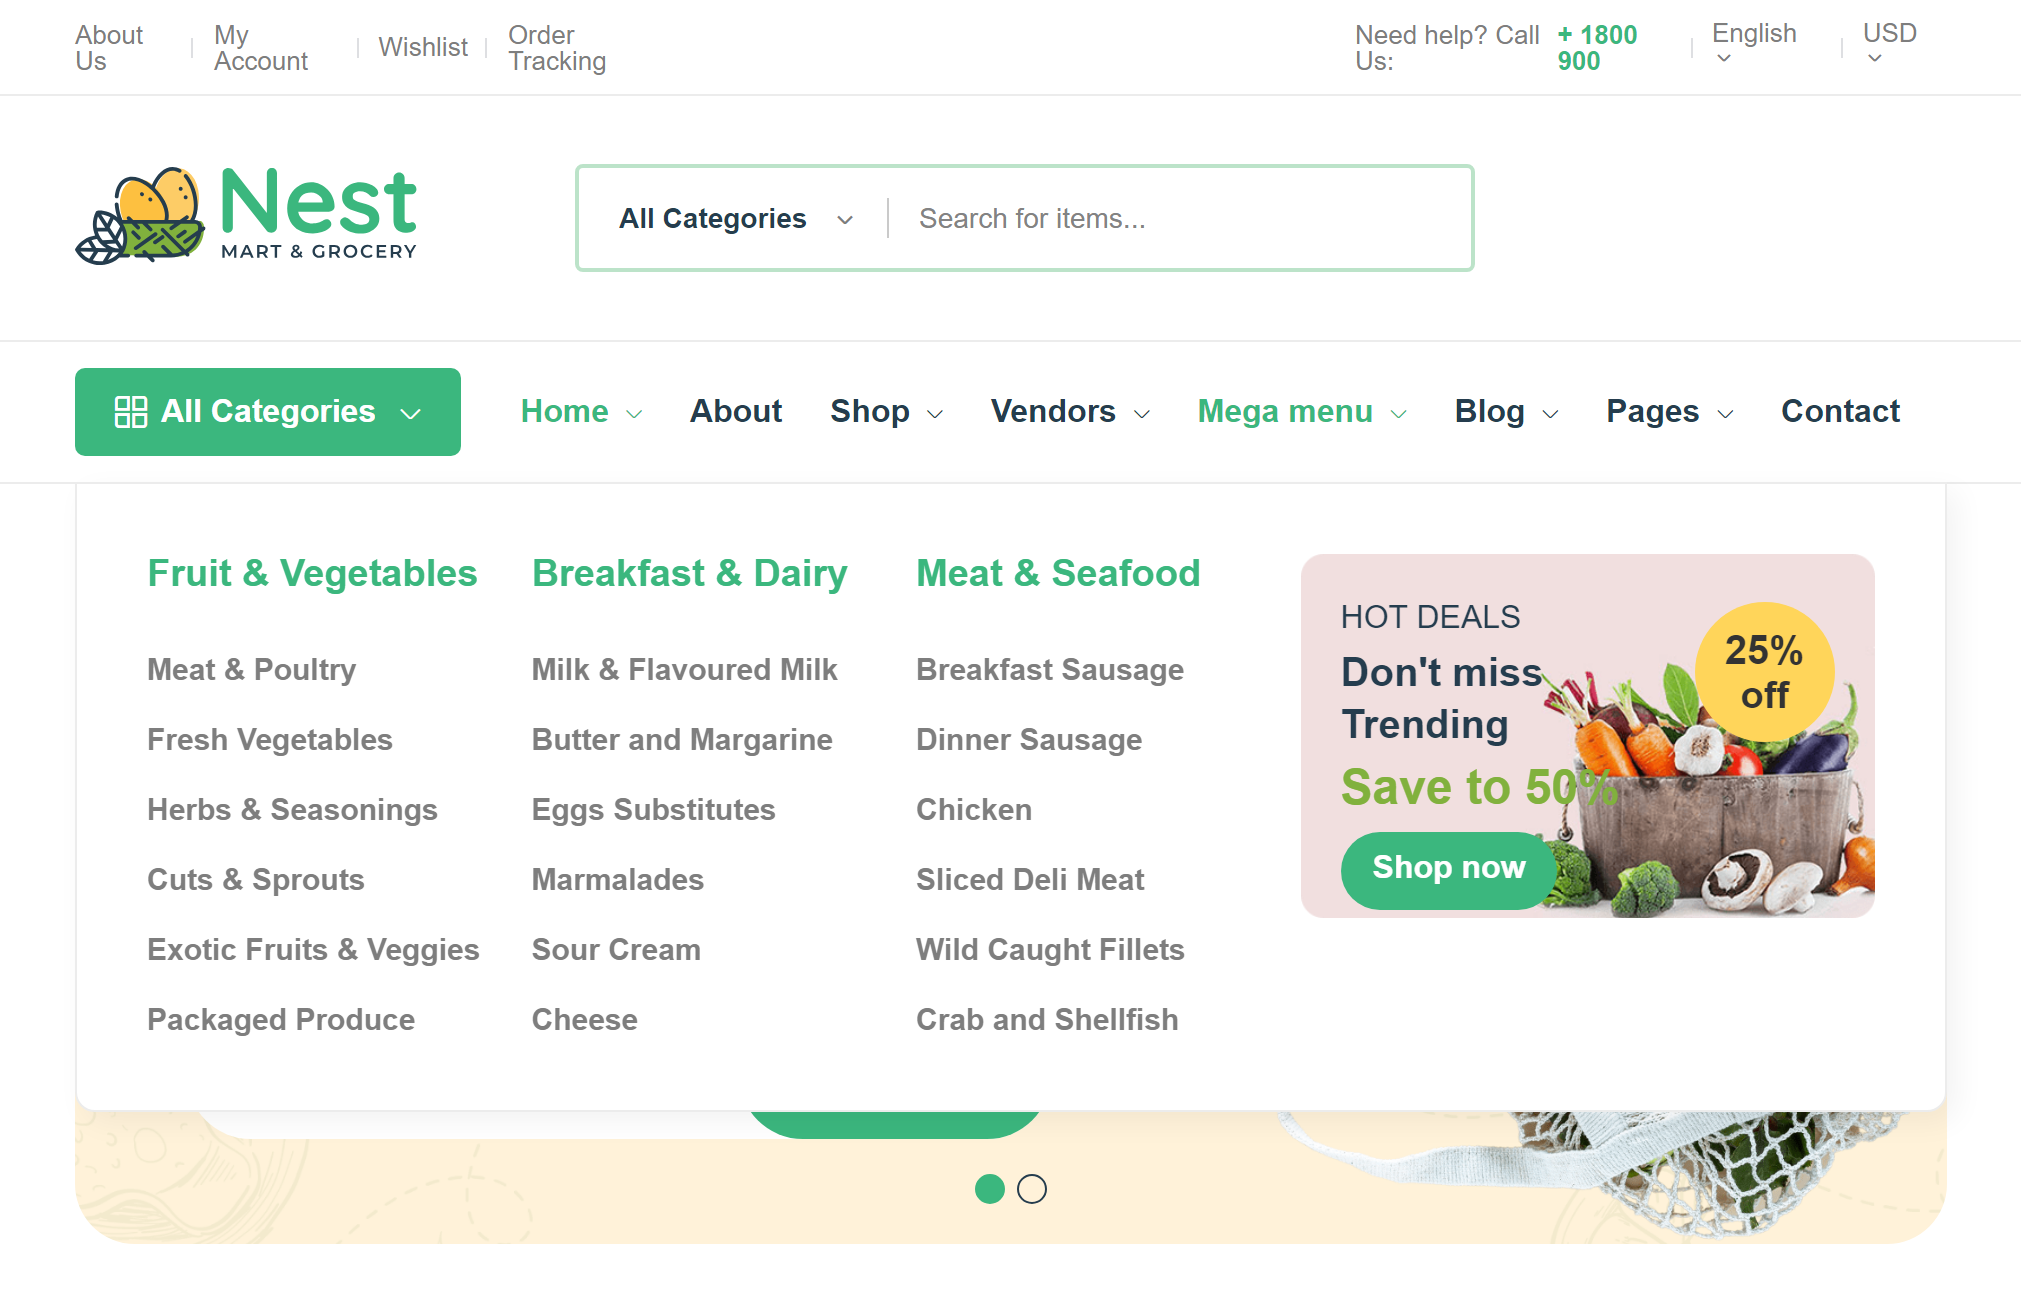 About Us
My Account
Wishlist
Order Tracking
Need help? Call Us: + 1800 900
English
USD
Nest
MART & GROCERY
All Categories
Search for items...
All Categories
Home
About
Shop
Vendors
Mega menu
Blog
Pages
Contact
Fruit & Vegetables
Meat & Poultry
Fresh Vegetables
Herbs & Seasonings
Cuts & Sprouts
Exotic Fruits & Veggies
Packaged Produce
Breakfast & Dairy
Milk & Flavoured Milk
Butter and Margarine
Eggs Substitutes
Marmalades
Sour Cream
Cheese
Meat & Seafood
Breakfast Sausage
Dinner Sausage
Chicken
Sliced Deli Meat
Wild Caught Fillets
Crab and Shellfish
HOT DEALS
Don't miss
Trending
Save to 50%
Shop now
25%
off